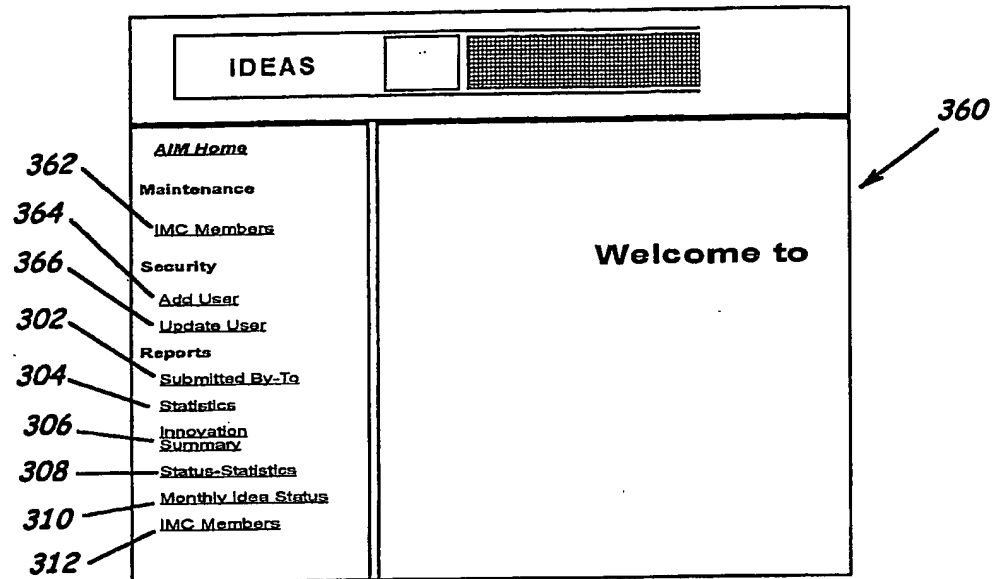 IDEAS
360
AIM Home
362
Maintenance
364
IMC Members
366
Security
Add User
302
Update User
Reports
304
Submitted By-To
306
Statistics
Innovation
Summary
308
Status-Statistics
310
Monthly Idea Status
312
IMC Members
Welcome to